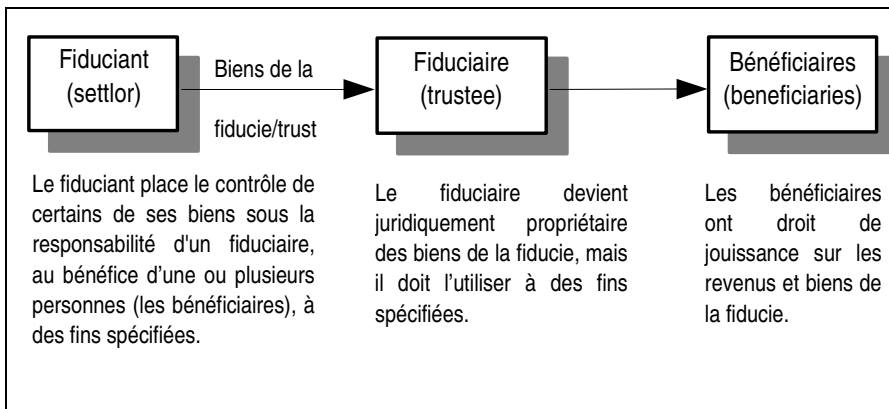 Fiduciant
(settlor)
Biens de la
fiducie/trust
Fiduciaire
(trustee)
Bénéficiaires
(beneficiaries)
Le fiduciant place le contrôle de
certains de ses biens sous la
responsabilité d'un fiduciaire,
au bénéfice d’une ou plusieurs
personnes (les bénéficiaires), à
des fins spécifiées.
Le fiduciaire devient
juridiquement propriétaire
des biens de la fiducie, mais
il doit l’utiliser à des fins
spécifiées.
Les bénéficiaires
ont droit de
jouissance sur les
revenus et biens de
la fiducie.